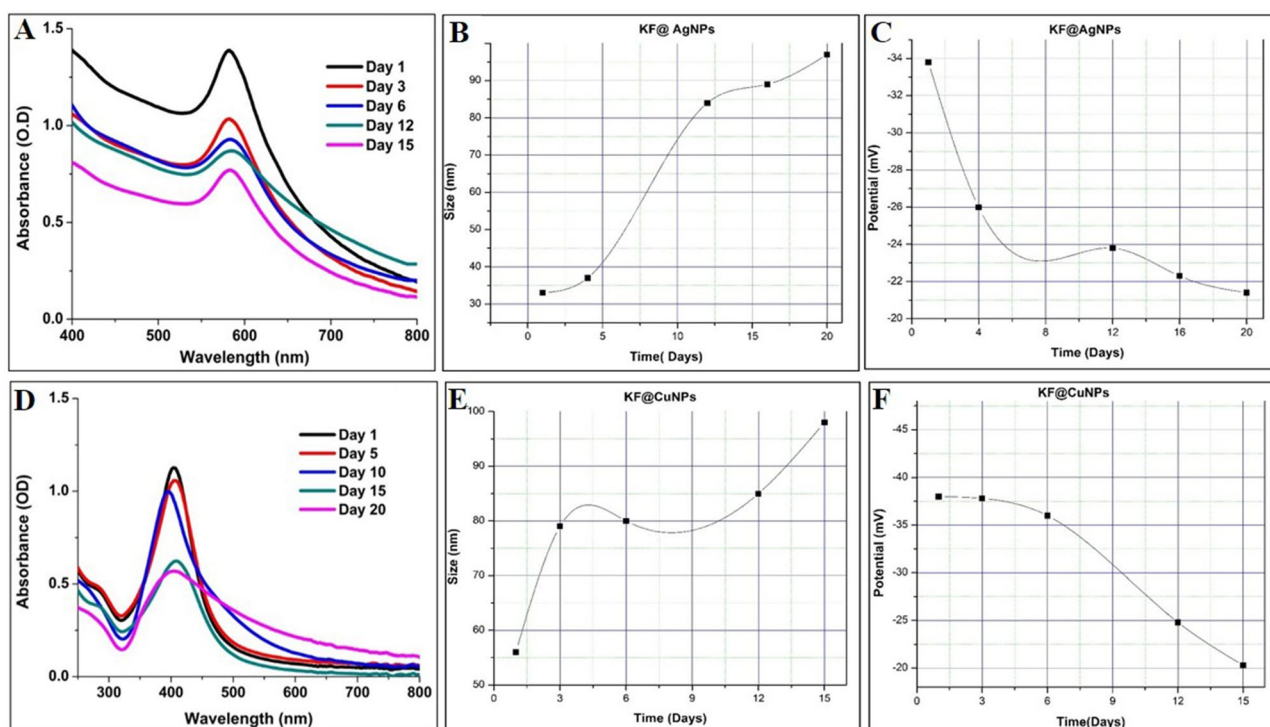 A
1.5
1.0
0.5
0.0
400 500 600 700 800
Absorbance (O.D)
Wavelength (nm)
Day 1
Day 3
Day 6
Day 12
Day 15
B
KF@ AgNPs
90
80
70
60
50
40
30
0 5 10 15 20
Size (nm)
Time( Days)
C
KF@AgNPs
-34
-32
-30
-28
-26
-24
-22
-20
0 4 8 12 16 20
Potential (mV)
Time (Days)
D
1.5
1.0
0.5
0.0
300 400 500 600 700 800
Absorbance (OD)
Wavelength (nm)
Day 1
Day 5
Day 10
Day 15
Day 20
E
KF@CuNPs
100
90
80
70
60
50
0 3 6 9 12 15
Size (nm)
Time (Days)
F
KF@CuNPs
-45
-40
-35
-30
-25
-20
0 3 6 9 12 15
Potential (mV)
Time(Days)